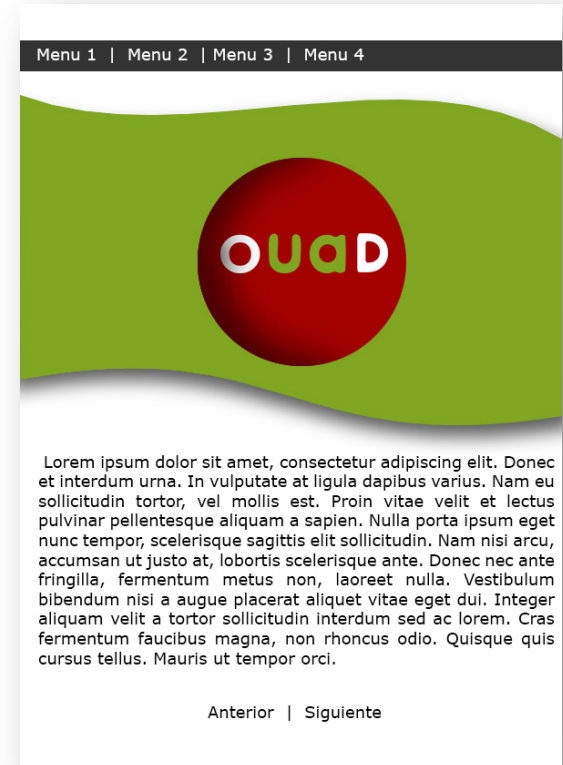 Menu 1 | Menu 2 | Menu 3 | Menu 4
OUaD
Lorem ipsum dolor sit amet, consectetur adipiscing elit. Donec
et interdum urna. In vulputate at ligula dapibus varius. Nam eu
sollicitudin tortor, vel mollis est. Proin vitae velit et lectus
pulvinar pellentesque aliquam a sapien. Nulla porta ipsum eget
nunc tempor, scelerisque sagittis elit sollicitudin. Nam nisi arcu,
accumsan ut justo at, lobortis scelerisque ante. Donec nec ante
fringilla, fermentum metus non, laoreet nulla. Vestibulum
bibendum nisi a augue placerat aliquet vitae eget dui. Integer
aliquam velit a tortor sollicitudin interdum sed ac lorem. Cras
fermentum faucibus magna, non rhoncus odio. Quisque quis
cursus tellus. Mauris ut tempor orci.
Anterior | Siguiente